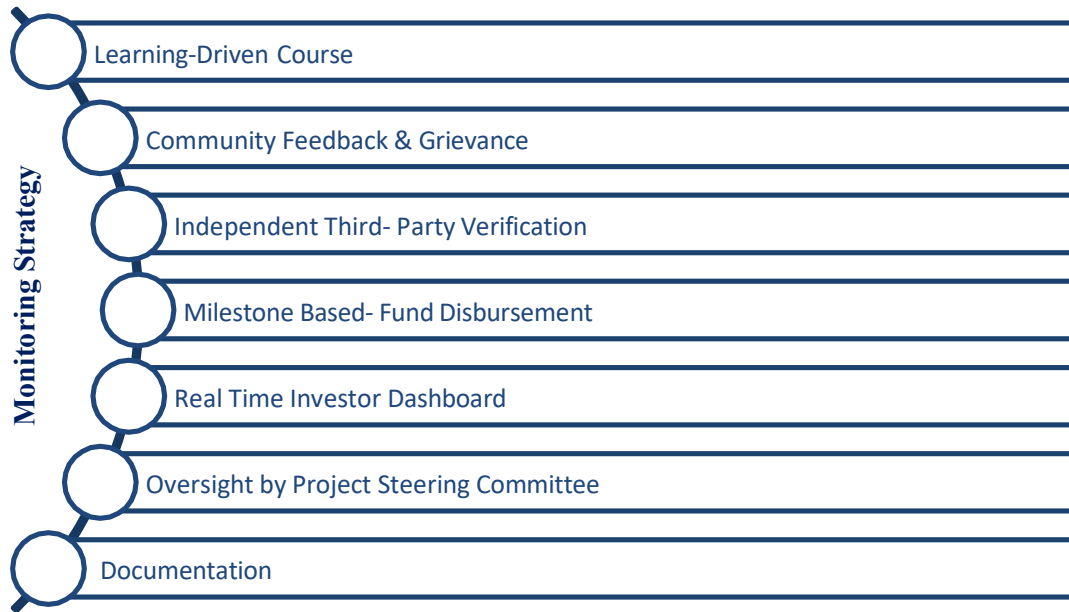 Monitoring Strategy
Learning-Driven Course
Community Feedback & Grievance
Independent Third- Party Verification
Milestone Based- Fund Disbursement
Real Time Investor Dashboard
Oversight by Project Steering Committee
Documentation